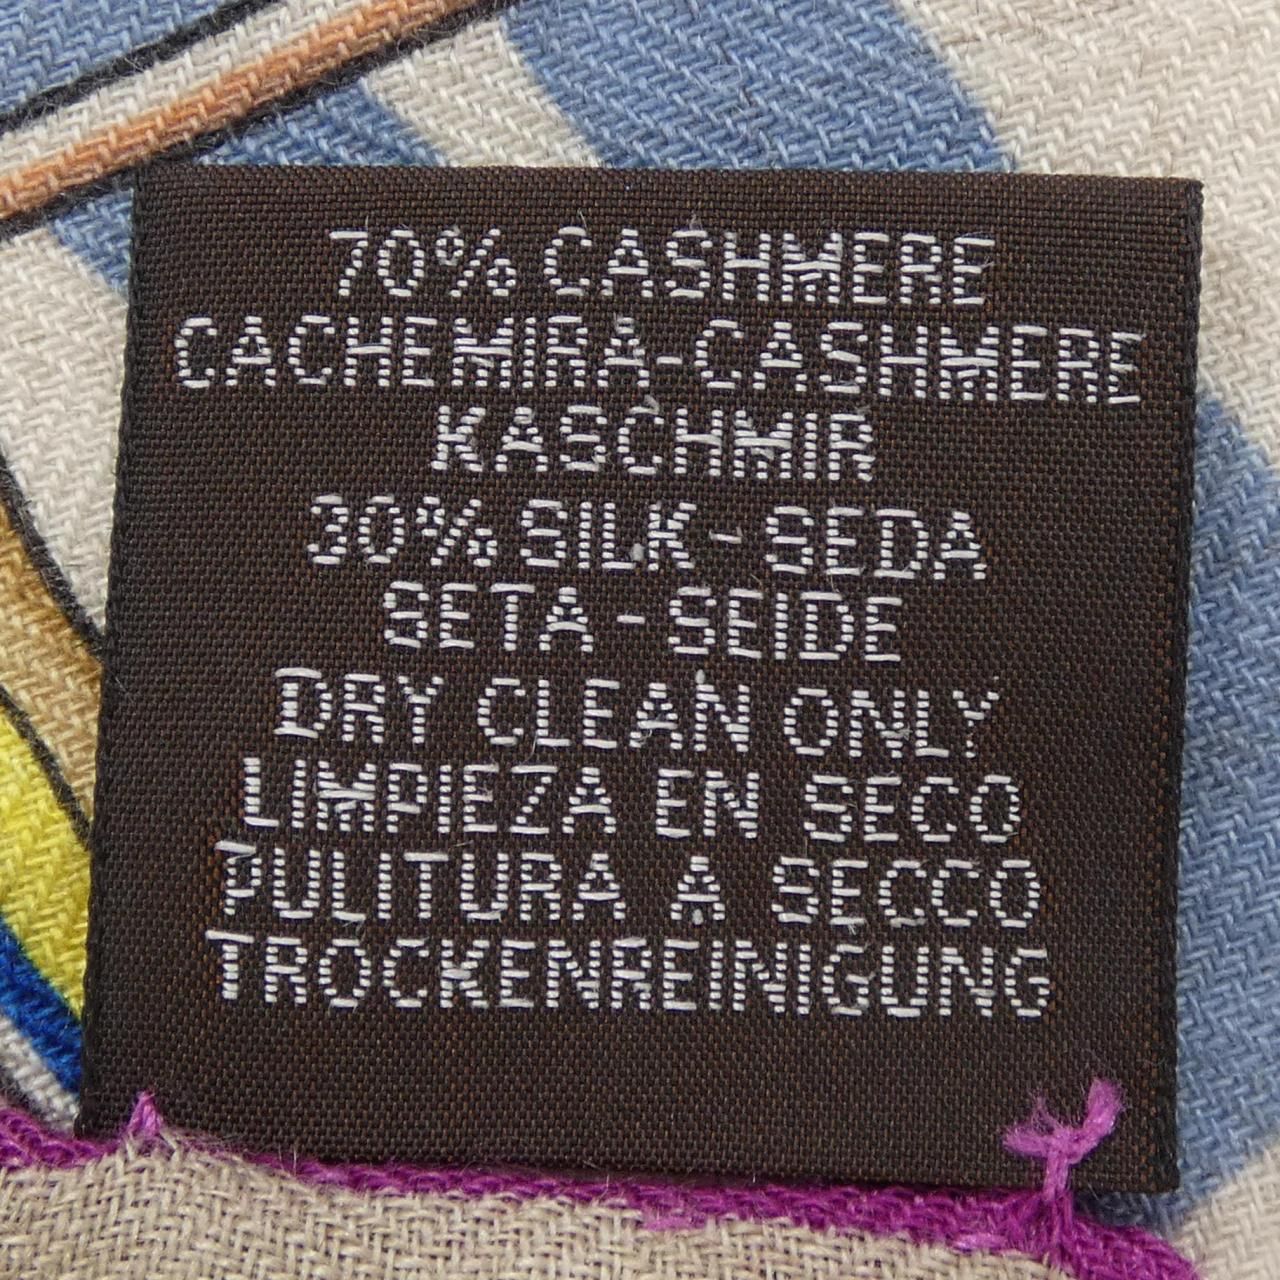 70% CASHMERE
CACHEMIRA-CASHMERE
KASCHMIR
30% SILK - SEDA
SETA - SEIDE
DRY CLEAN ONLY
LIMPIEZA EN SECO
PULITURA A SECCO
TROCKENREINIGUNG